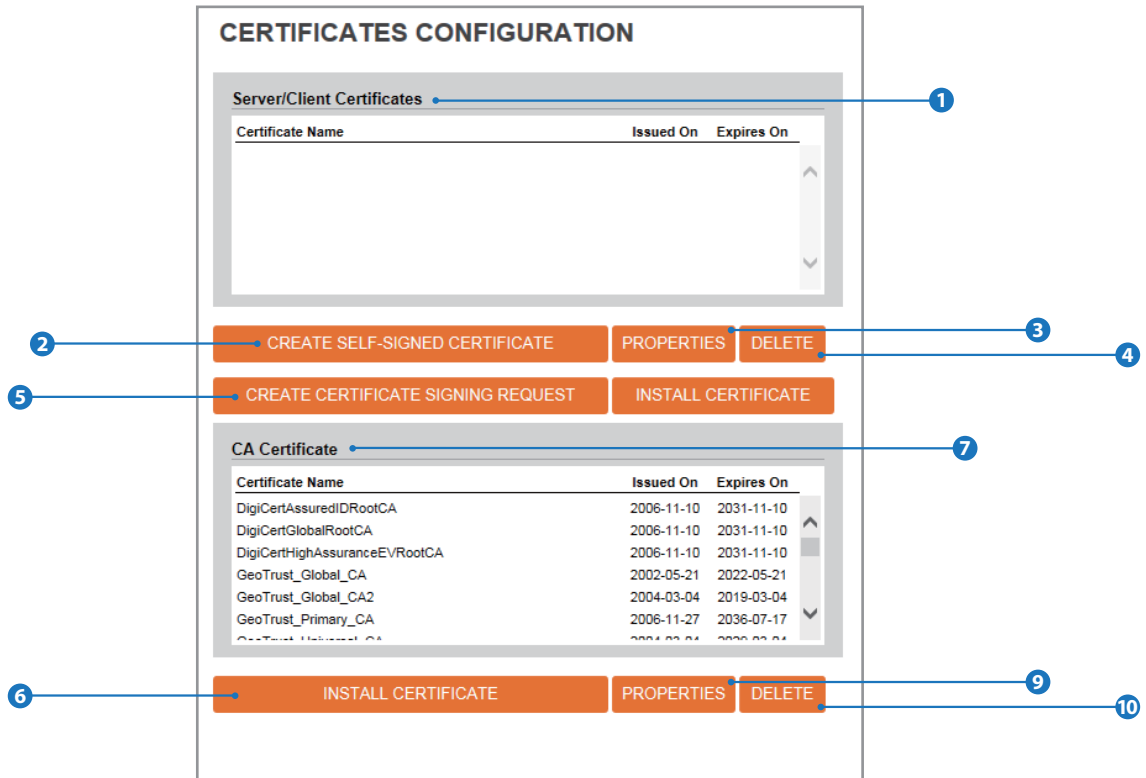 CERTIFICATES CONFIGURATION
Server/Client Certificates 1
Certificate Name Issued On Expires On
2 CREATE SELF-SIGNED CERTIFICATE PROPERTIES DELETE 3
4
5 CREATE CERTIFICATE SIGNING REQUEST INSTALL CERTIFICATE
CA Certificate 7
Certificate Name Issued On Expires On
DigiCertAssuredIDRootCA 2006-11-10 2031-11-10
DigiCertGlobalRootCA 2006-11-10 2031-11-10
DigiCertHighAssuranceEVRootCA 2006-11-10 2031-11-10
GeoTrust_Global_CA 2002-05-21 2022-05-21
GeoTrust_Global_CA2 2004-03-04 2019-03-04
GeoTrust_Primary_CA 2006-11-27 2036-07-17
6 INSTALL CERTIFICATE PROPERTIES DELETE 9
10